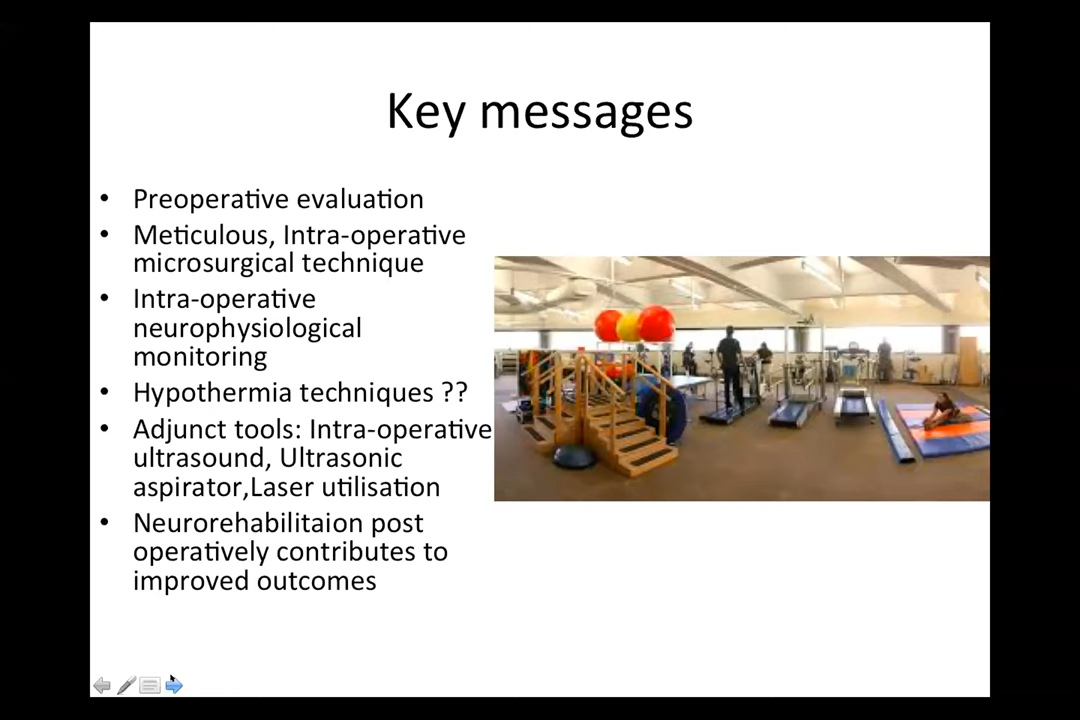 Key messages
• Preoperative evaluation
• Meticulous, Intra-operative
microsurgical technique
• Intra-operative
neurophysiological
monitoring
• Hypothermia techniques ??
• Adjunct tools: Intra-operative
ultrasound, Ultrasonic
aspirator,Laser utilisation
• Neurorehabilitaion post
operatively contributes to
improved outcomes